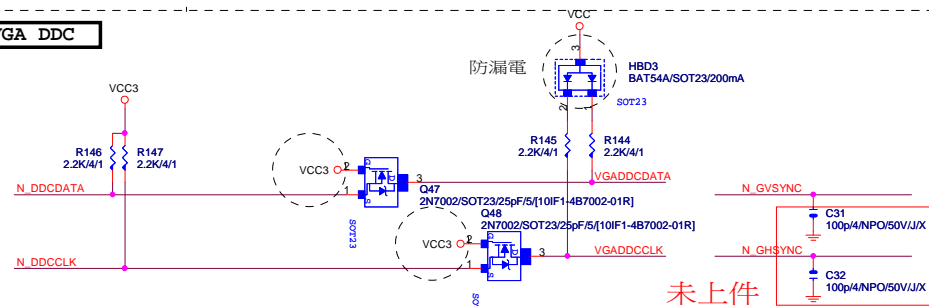 VGA DDC
VCC
3
防漏電
HBD3
BAT54A/SOT23/200mA
SOT23
2
1
VCC3
R146
2.2K/4/1
R147
2.2K/4/1
R145
2.2K/4/1
R144
2.2K/4/1
VCC3
2
G
D
S
1
3
N_DDCDATA
VGADDCDATA
Q47
2N7002/SOT23/25pF/5/[10IF1-4B7002-01R]
SOT23
N_GVSYNC
C31
100p/4/NPO/50V/J/X
Q48
2N7002/SOT23/25pF/5/[10IF1-4B7002-01R]
VCC3
2
G
D
S
1
3
N_DDCCLK
VGADDCCLK
N_GHSYNC
C32
100p/4/NPO/50V/J/X
未上件